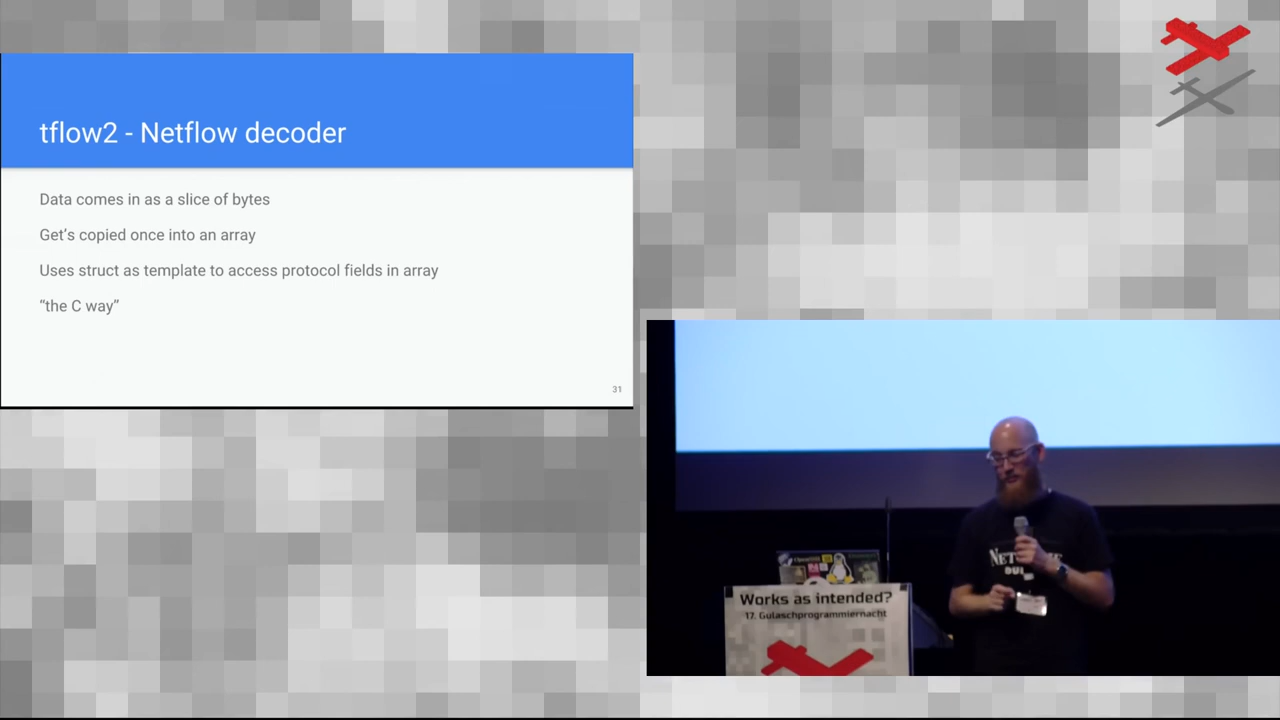 tflow2 - Netflow decoder
Data comes in as a slice of bytes
Get's copied once into an array
Uses struct as template to access protocol fields in array
“the C way”
31
Works as intended?
17. Gulaschprogrammiernacht